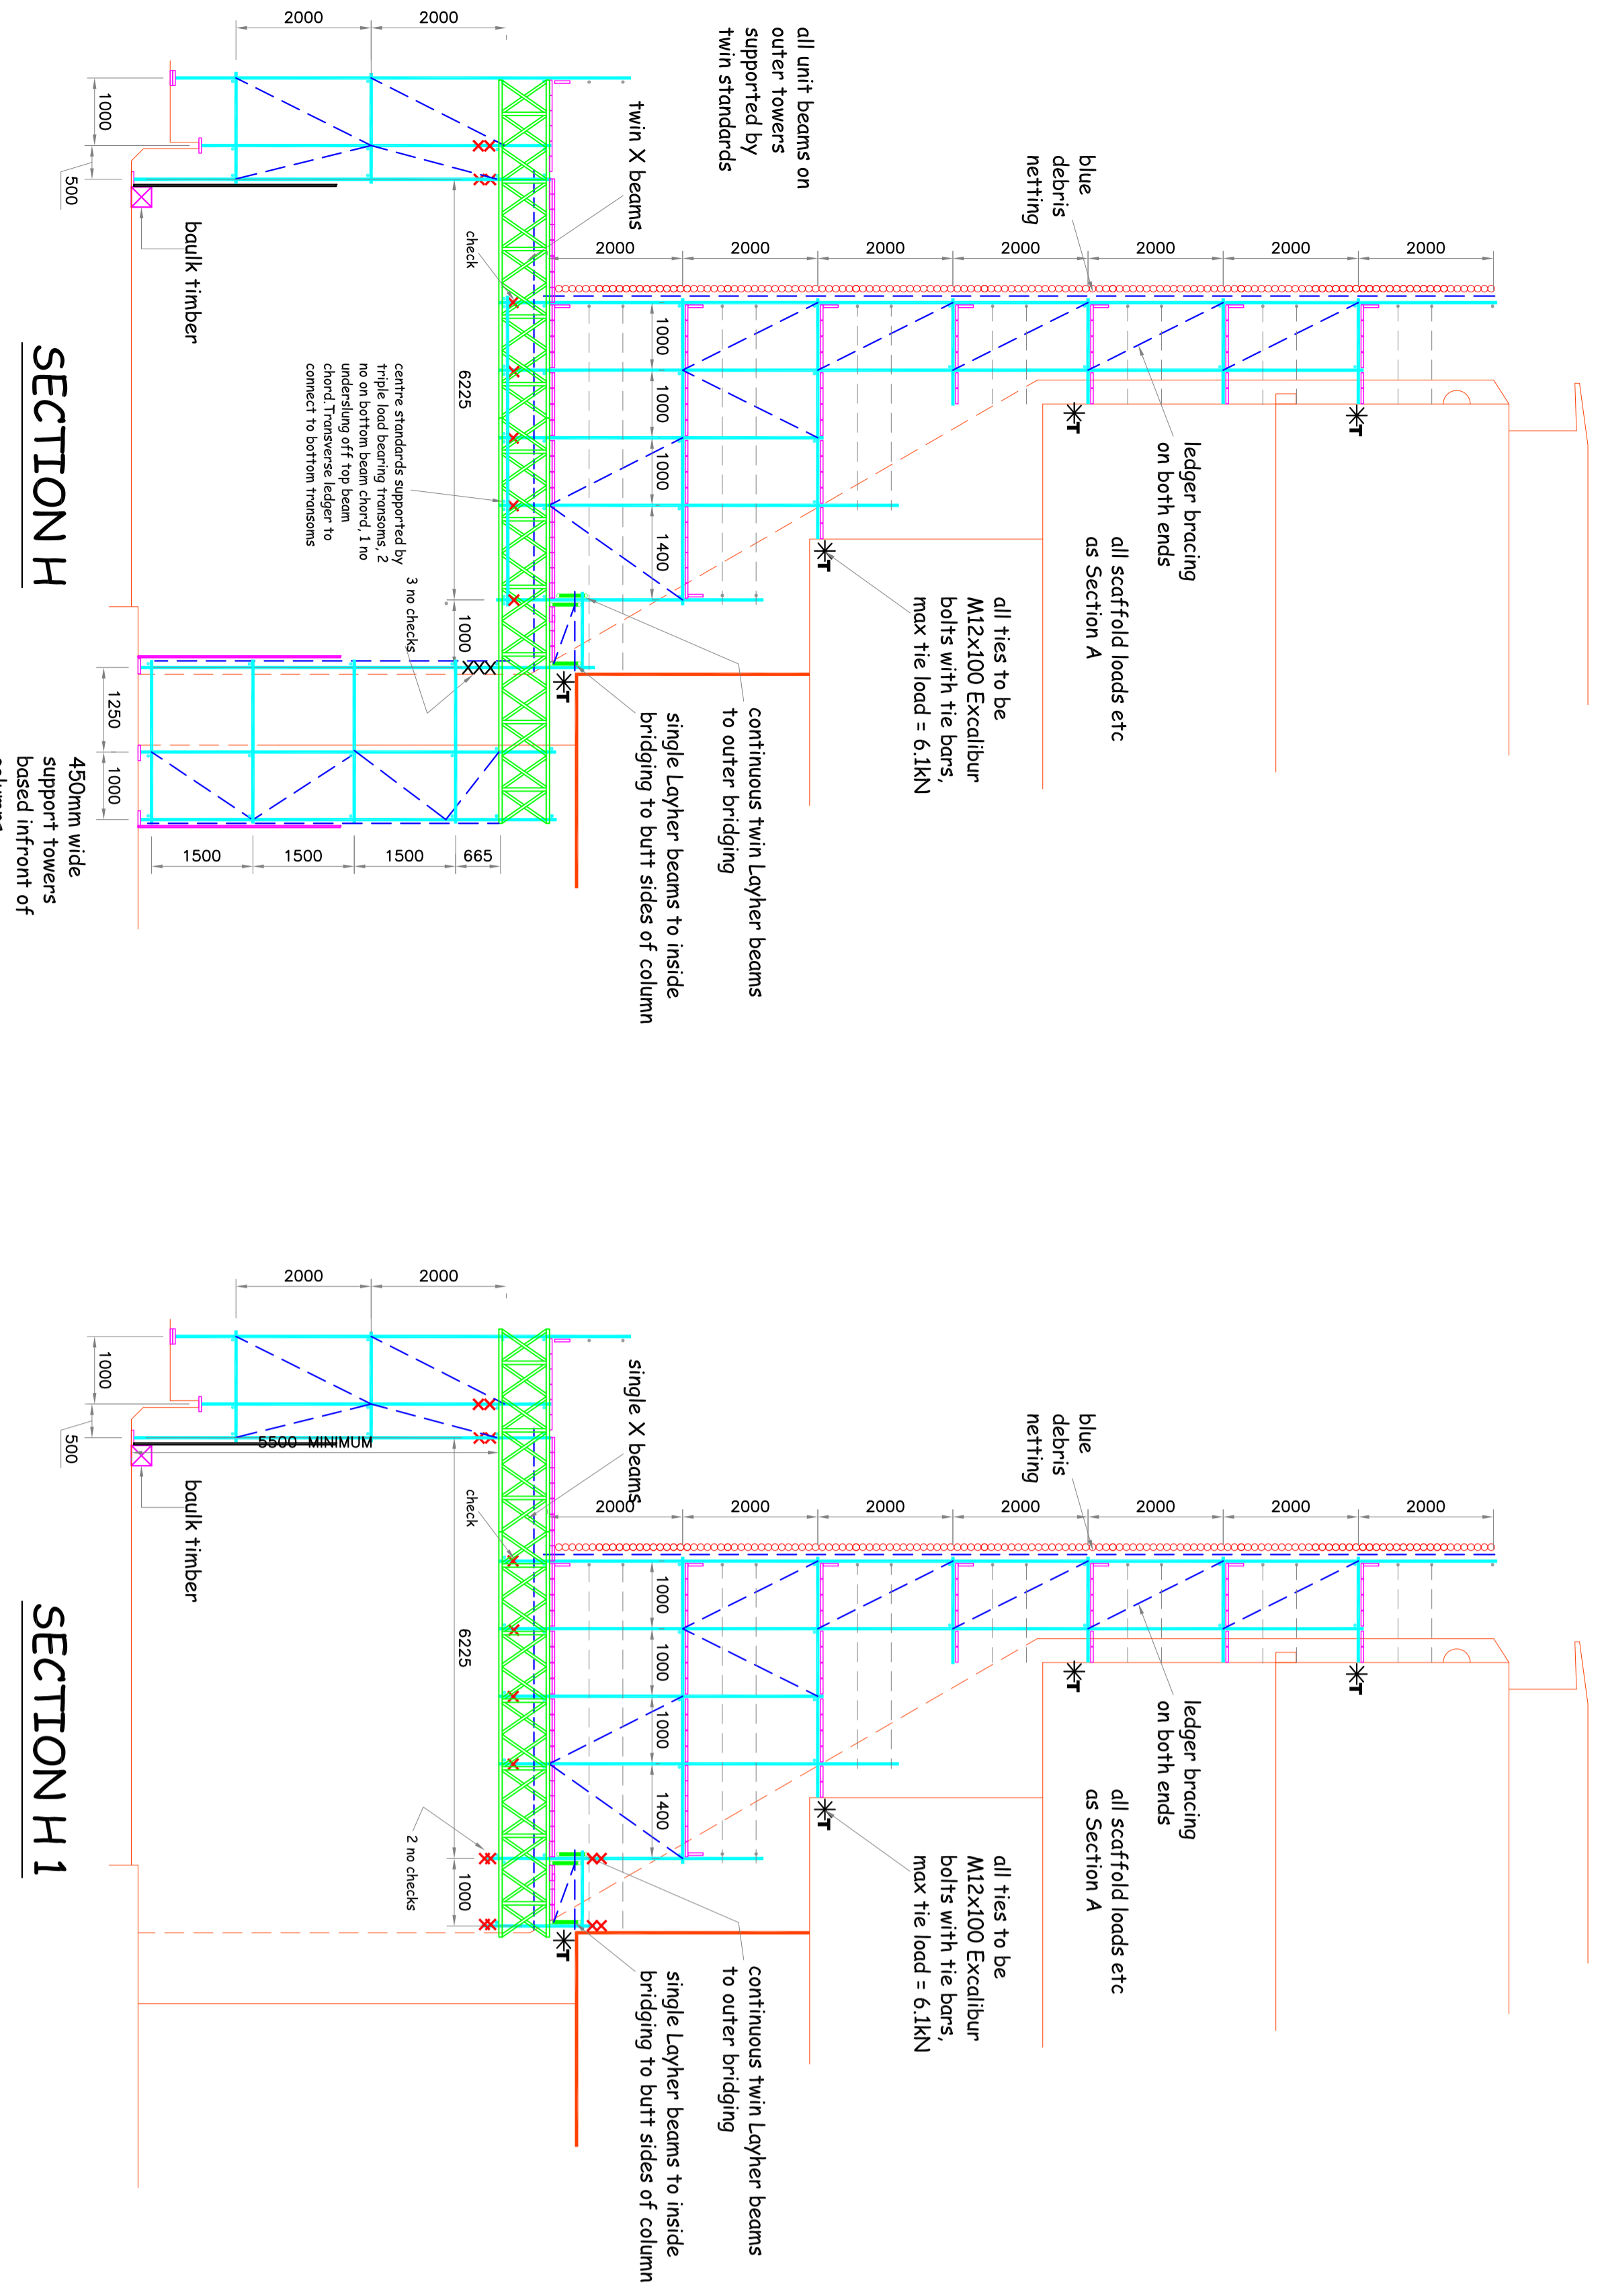 all unit beams on
outer towers
supported by
twin standards
twin X beams
blue
debris
netting
ledger bracing
on both ends
all scaffold loads etc
as Section A
all ties to be
M12x100 Excalibur
bolts with tie bars,
max tie load = 6.1kN
continuous twin Layher beams
to outer bridging
single Layher beams to inside
bridging to butt sides of column
T
T
T
T
2000
2000
2000
2000
2000
2000
2000
1000
1000
1000
1400
2000
2000
check
6225
1000
3 no checks
centre standards supported by
triple load bearing transoms, 2
no on bottom beam chord, 1 no
underslung off top beam
chord.Transverse ledger to
connect to bottom transoms
baulk timber
1000
500
1250
1000
1500
1500
1500
665
450mm wide
support towers
based infront of
SECTION H
single X beams
blue
debris
netting
ledger bracing
on both ends
all scaffold loads etc
as Section A
all ties to be
M12x100 Excalibur
bolts with tie bars,
max tie load = 6.1kN
continuous twin Layher beams
to outer bridging
single Layher beams to inside
bridging to butt sides of column
T
T
T
T
2000
2000
2000
2000
2000
2000
2000
1000
1000
1000
1400
2000
2000
5500 MINIMUM
check
6225
1000
2 no checks
baulk timber
1000
500
SECTION H 1